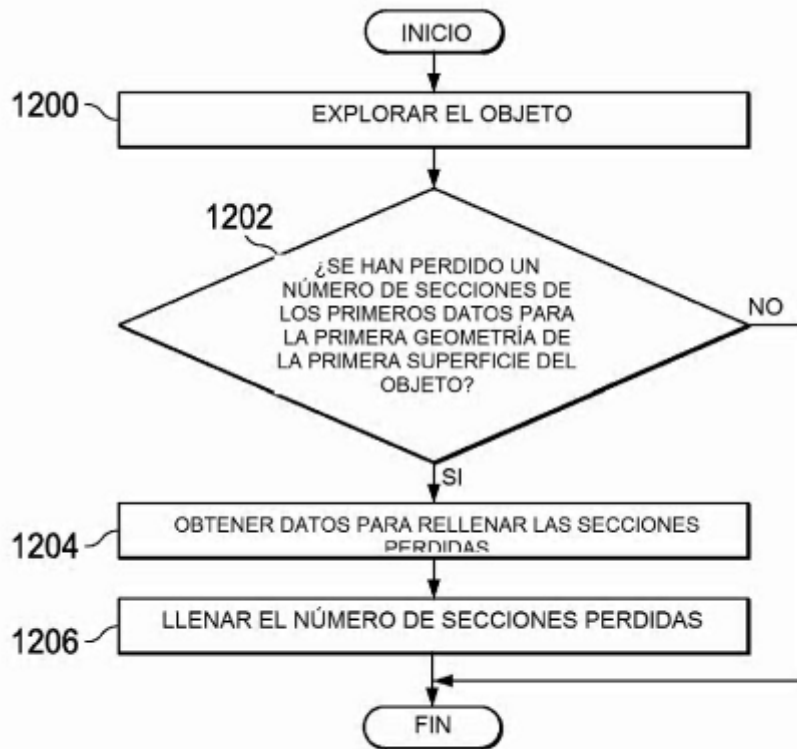 INICIO
1200
EXPLORAR EL OBJETO
1202
¿SE HAN PERDIDO UN
NÚMERO DE SECCIONES DE
LOS PRIMEROS DATOS PARA
LA PRIMERA GEOMETRÍA DE
LA PRIMERA SUPERFICIE DEL
OBJETO?
NO
SI
1204
OBTENER DATOS PARA RELLENAR LAS SECCIONES
PERDIDAS
1206
LLENAR EL NÚMERO DE SECCIONES PERDIDAS
FIN